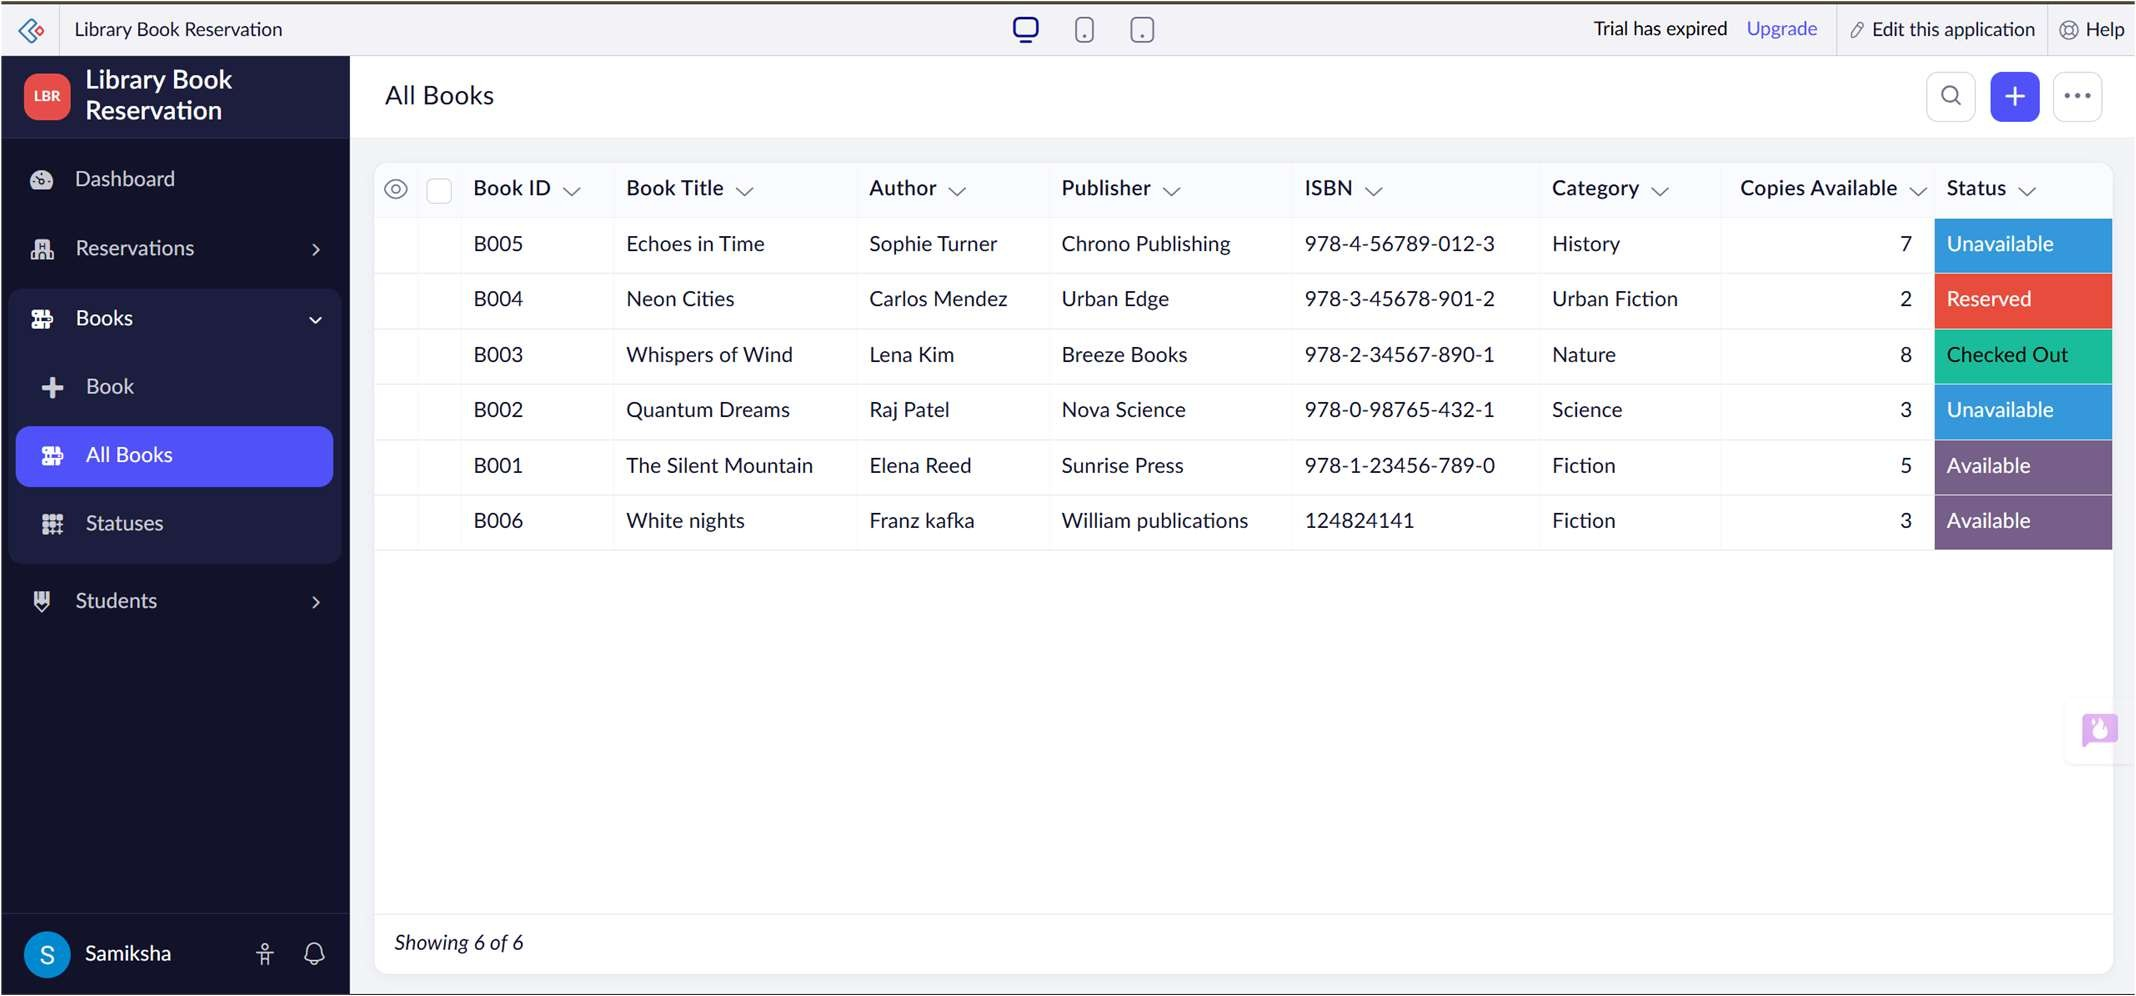 Library Book Reservation
Trial has expired Upgrade Edit this application Help
LBR Library Book
Reservation
All Books
Dashboard
Reservations
Books
Book
All Books
Statuses
Students
Book ID Book Title Author Publisher ISBN Category Copies Available Status
B005 Echoes in Time Sophie Turner Chrono Publishing 978-4-56789-012-3 History 7 Unavailable
B004 Neon Cities Carlos Mendez Urban Edge 978-3-45678-901-2 Urban Fiction 2 Reserved
B003 Whispers of Wind Lena Kim Breeze Books 978-2-34567-890-1 Nature 8 Checked Out
B002 Quantum Dreams Raj Patel Nova Science 978-0-98765-432-1 Science 3 Unavailable
B001 The Silent Mountain Elena Reed Sunrise Press 978-1-23456-789-0 Fiction 5 Available
B006 White nights Franz kafka William publications 124824141 Fiction 3 Available
Showing 6 of 6
S Samiksha